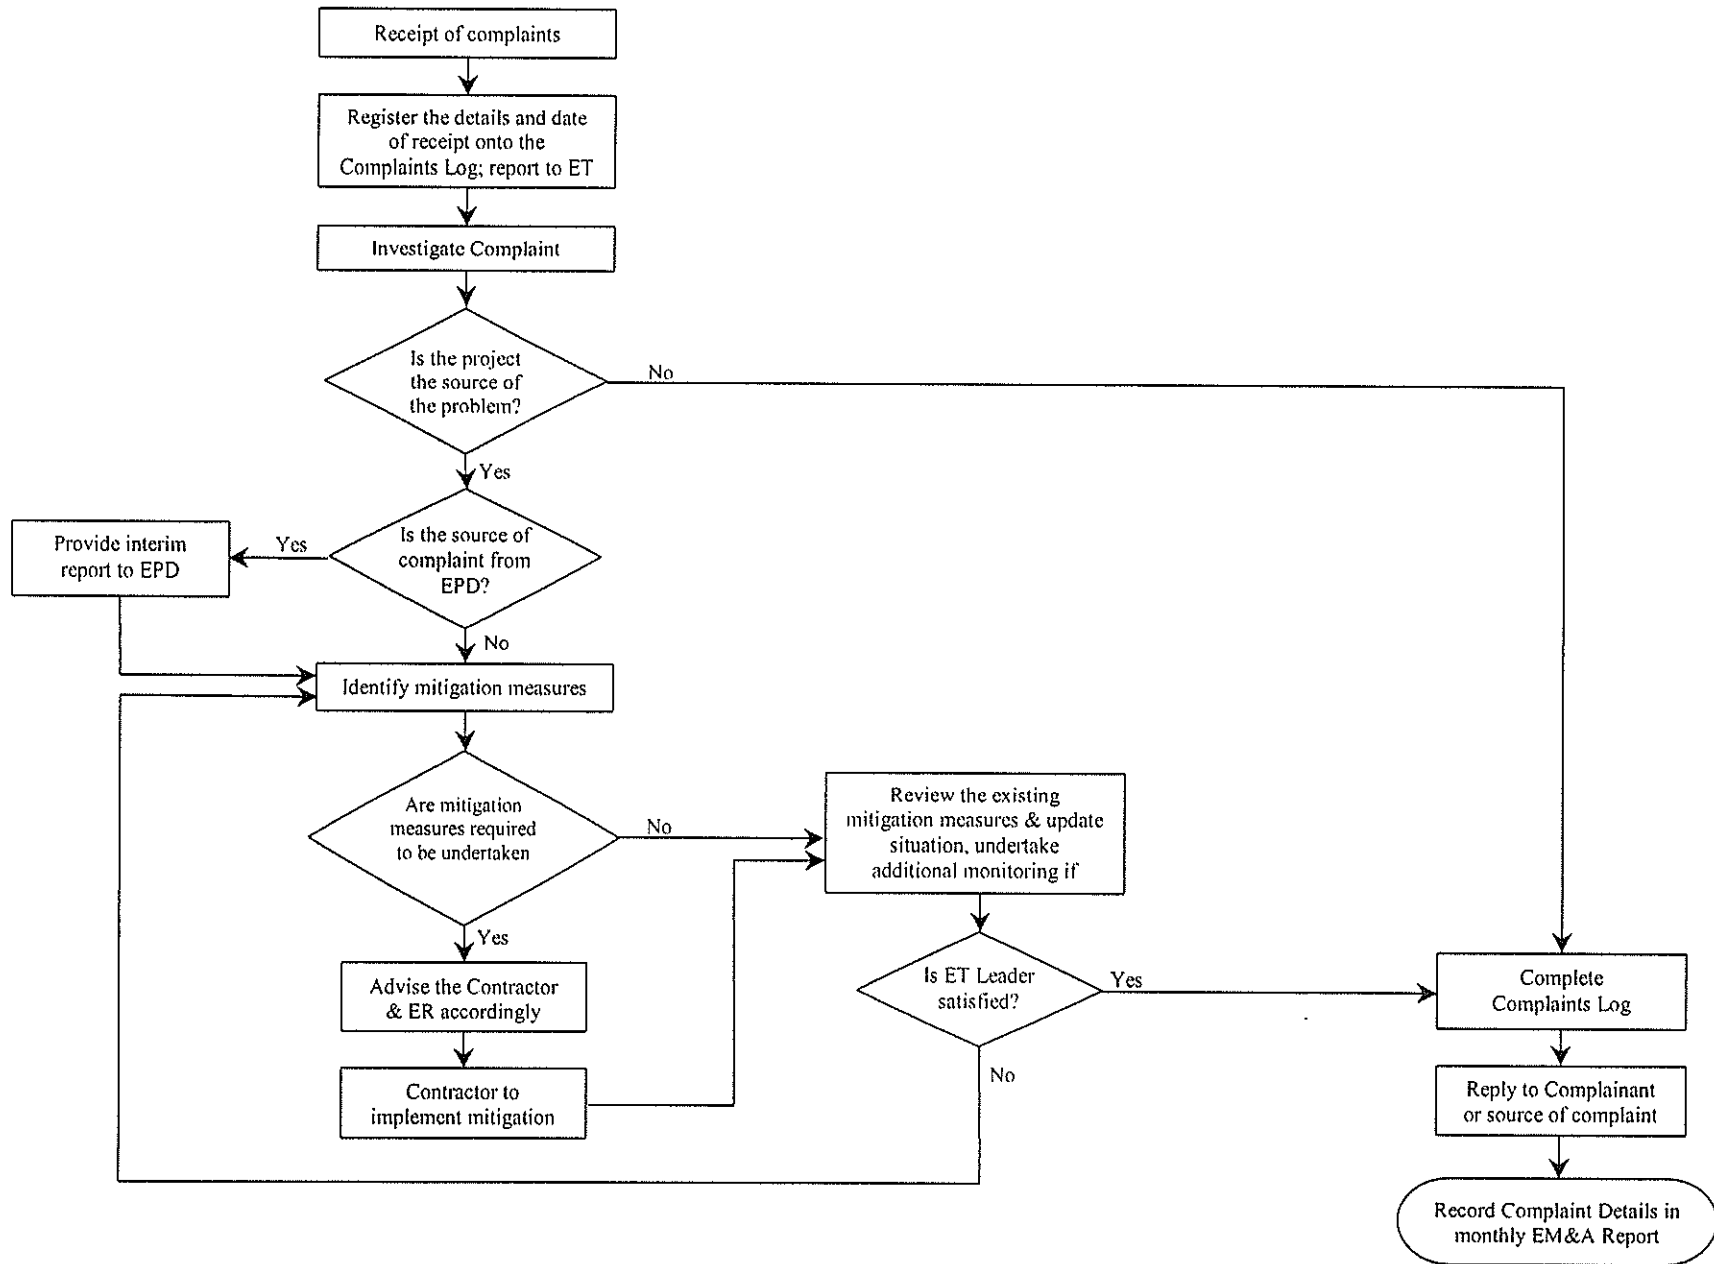 Receipt of complaints
Register the details and date
of receipt onto the
Complaints Log; report to ET
Investigate Complaint
Is the project
the source of
the problem?
No
Yes
Is the source of
complaint from
EPD?
Yes
Provide interim
report to EPD
No
Identify mitigation measures
Are mitigation
measures required
to be undertaken
No
Review the existing
mitigation measures & update
situation, undertake
additional monitoring if
Yes
Advise the Contractor
& ER accordingly
Contractor to
implement mitigation
Is ET Leader
satisfied?
Yes
No
Complete
Complaints Log
Reply to Complainant
or source of complaint
Record Complaint Details in
monthly EM&A Report